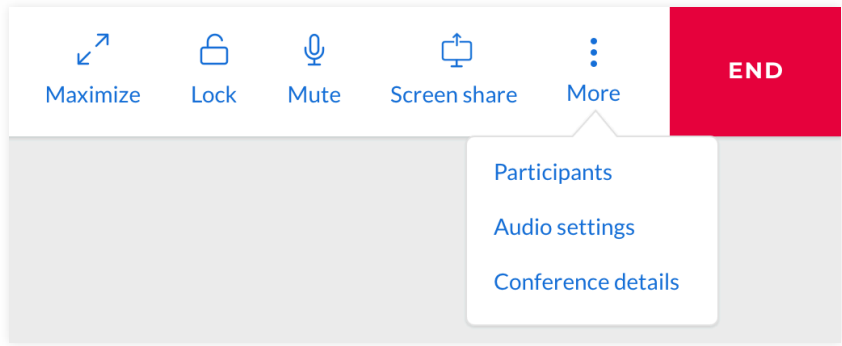 Maximize
Lock
Mute
Screen share
More
END
Participants
Audio settings
Conference details